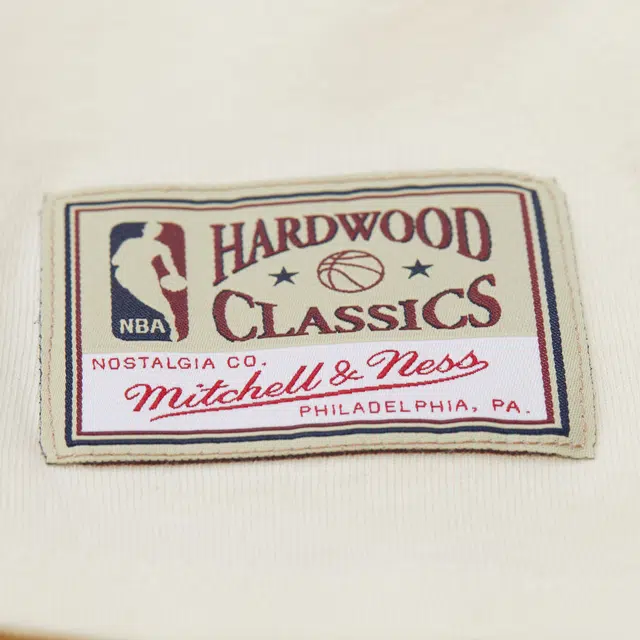 HARDWOOD
CLASSICS
NBA
NOSTALGIA CO.
Mitchell & Ness
PHILADELPHIA, PA.